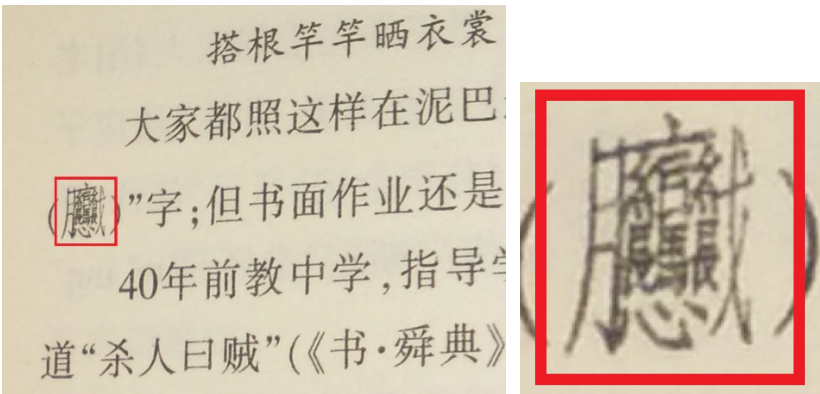 搭根竿竿晒衣裳
大家都照这样在泥巴
()”字;但书面作业还是
40年前教中学,指导
道“杀人曰贼”(《书·舜典》